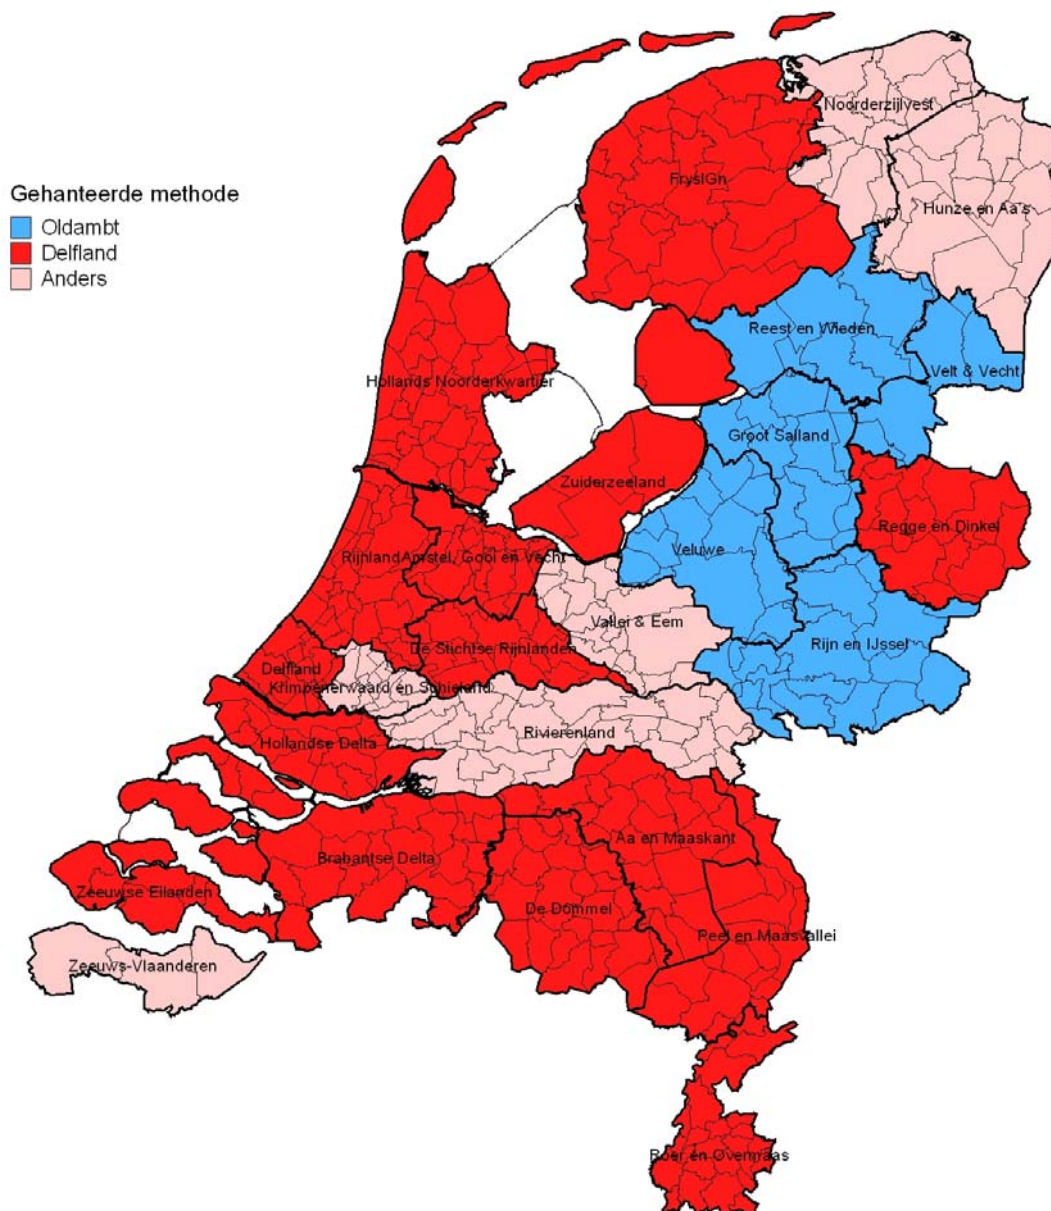 Noorderzijlvest
FryslGn
Hunze en Aa's
Gehanteerde methode
Oldambt
Delfland
Anders
Reest en Wieden
Velt & Vecht
Hollands Noorderkwartier
Groot Salland
Zuiderzeeland
Regge en Dinkel
Veluwe
Rijnland
Amstel, Gooi en Vecht
Vallei & Eem
De Stichtse Rijnlanden
Rijn en IJssel
Delfland
Krimpenerwaard en Schieland
Rivierenland
Hollandse Delta
Aa en Maaskant
Brabantse Delta
Zeeuwse Eilanden
De Dommel
Peel en Maasvallei
Zeeuws-Vlaanderen
Roer en Overmaas